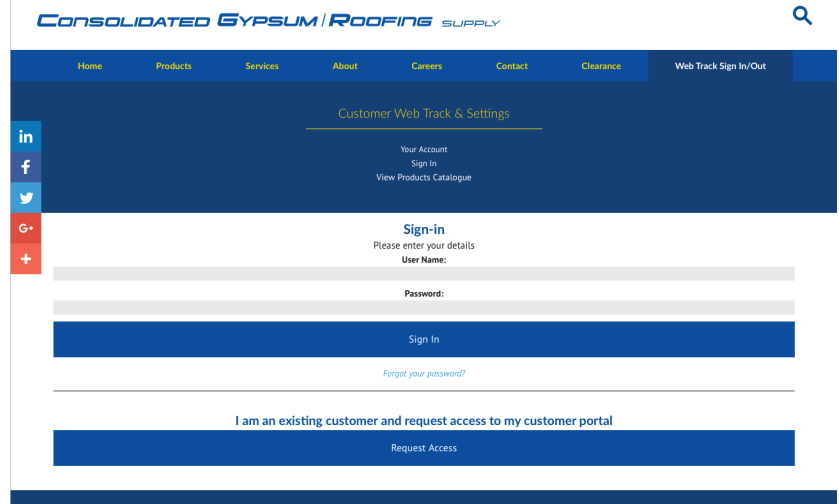 CONSOLIDATED GYPSUM/ROOFING SUPPLY
Home Products Services About Careers Contact Clearance Web Track Sign In/Out
Customer Web Track & Settings
Your Account
Sign In
View Products Catalogue
in
f
G+
+
Sign-in
Please enter your details
User Name:
Password:
Sign In
Forgot your password?
I am an existing customer and request access to my customer portal
Request Access